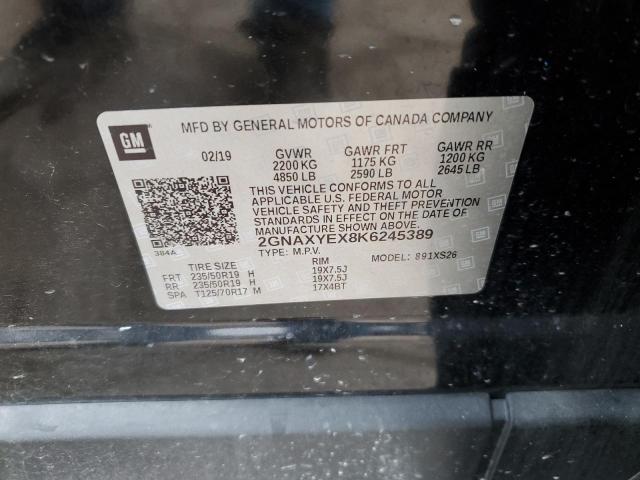 MFD BY GENERAL MOTORS OF CANADA COMPANY
GM
02/19 GVWR GAWR FRT GAWR RR
2200 KG 1175 KG 1200 KG
4850 LB 2590 LB 2645 LB
THIS VEHICLE CONFORMS TO ALL
APPLICABLE U.S. FEDERAL MOTOR
VEHICLE SAFETY AND THEFT PREVENTION
STANDARDS IN EFFECT ON THE DATE OF
MANUFACTURE SHOWN ABOVE.
2GNAXYEX8K6245389
384A TYPE: M.P.V. MODEL: 891XS26
TIRE SIZE RIM
FRT 235/50R19 H 19X7.5J
RR 235/50R19 H 19X7.5J
SPA T125/70R17 M 17X4BT